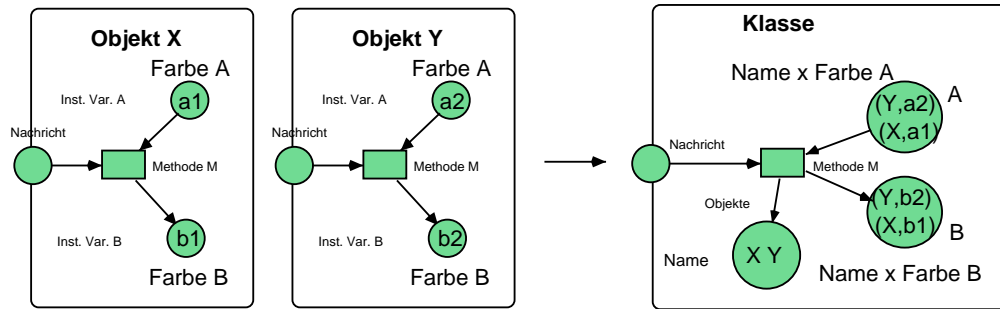 Objekt X
Farbe A
Inst. Var. A
a1
Nachricht
Methode M
Inst. Var. B
b1
Farbe B
Objekt Y
Farbe A
Inst. Var. A
a2
Nachricht
Methode M
Inst. Var. B
b2
Farbe B
Klasse
Name x Farbe A
A
(Y,a2)
(X,a1)
Nachricht
Methode M
Objekte
(Y,b2)
(X,b1)
B
Name
X Y
Name x Farbe B